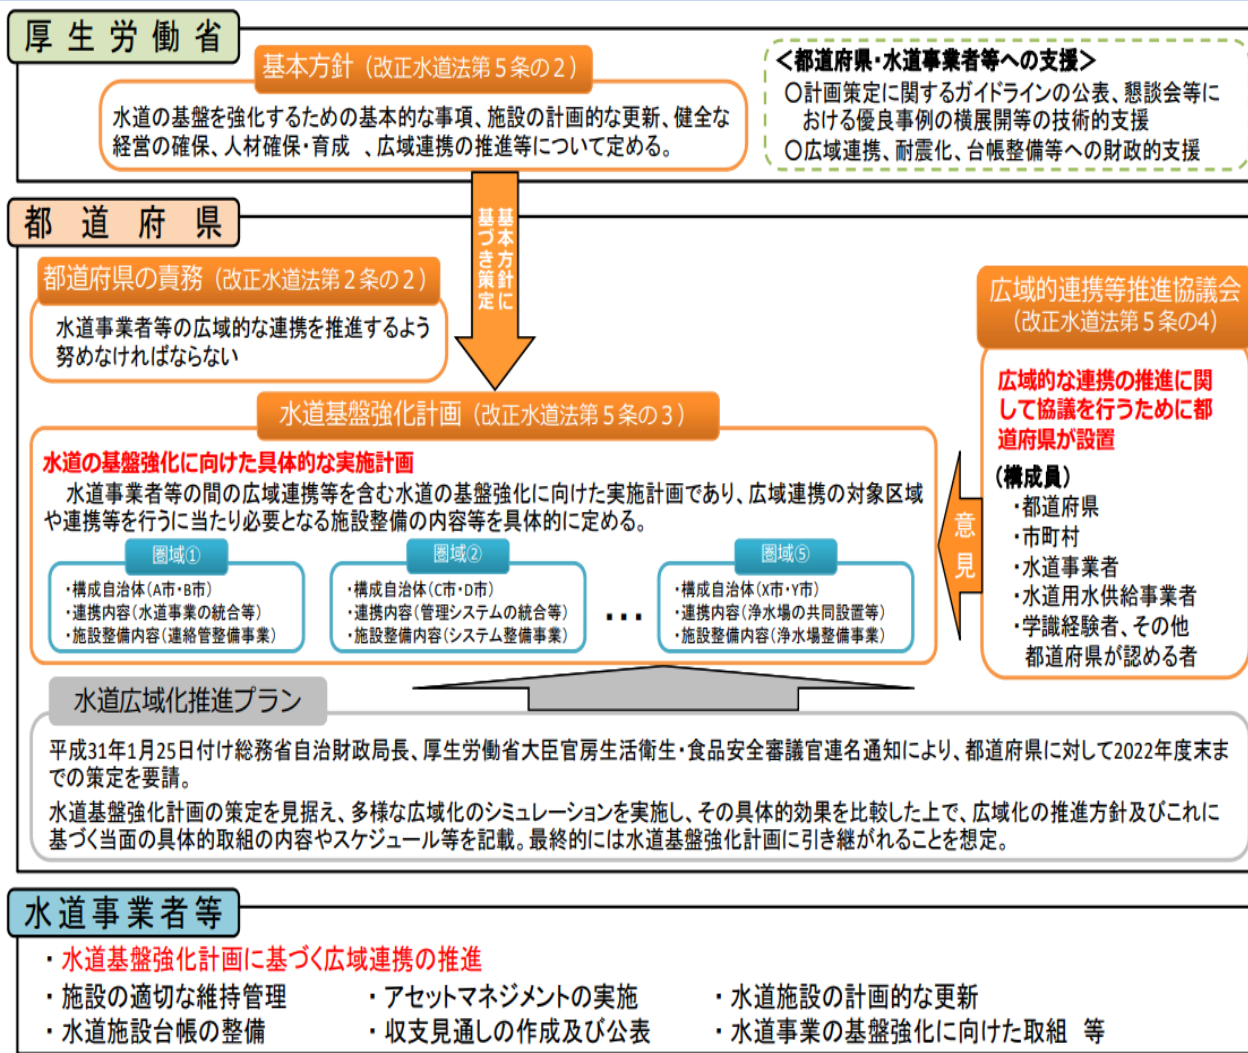 厚生労働省
基本方針（改正水道法第５条の２）
水道の基盤を強化するための基本的な事項、施設の計画的な更新、健全な
経営の確保、人材確保・育成 、広域連携の推進等について定める。
＜都道府県・水道事業者等への支援＞
〇計画策定に関するガイドラインの公表、懇談会等に
おける優良事例の横展開等の技術的支援
〇広域連携、耐震化、台帳整備等への財政的支援
基本方針に
基づき策定
都道府県
都道府県の責務（改正水道法第２条の２）
水道事業者等の広域的な連携を推進するよう
努めなければならない
広域的連携等推進協議会
（改正水道法第５条の4）
広域的な連携の推進に関
して協議を行うために都
道府県が設置
（構成員）
・都道府県
・市町村
・水道事業者
・水道用水供給事業者
・学識経験者、その他
都道府県が認める者
意見
水道基盤強化計画（改正水道法第５条の３）
水道の基盤強化に向けた具体的な実施計画
水道事業者等の間の広域連携等を含む水道の基盤強化に向けた実施計画であり、広域連携の対象区域
や連携等を行うに当たり必要となる施設整備の内容等を具体的に定める。
圏域①
・構成自治体（A市・B市）
・連携内容（水道事業の統合等）
・施設整備内容（連絡管整備事業）
圏域②
・構成自治体（C市・D市）
・連携内容（管理システムの統合等）
・施設整備内容（システム整備事業）
…
圏域⑤
・構成自治体（X市・Y市）
・連携内容（浄水場の共同設置等）
・施設整備内容（浄水場整備事業）
水道広域化推進プラン
平成31年1月25日付け総務省自治財政局長、厚生労働省大臣官房生活衛生・食品安全審議官連名通知により、都道府県に対して2022年度末ま
での策定を要請。
水道基盤強化計画の策定を見据え、多様な広域化のシミュレーションを実施し、その具体的効果を比較した上で、広域化の推進方針及びこれに
基づく当面の具体的取組の内容やスケジュール等を記載。最終的には水道基盤強化計画に引き継がれることを想定。
水道事業者等
・水道基盤強化計画に基づく広域連携の推進
・施設の適切な維持管理 ・アセットマネジメントの実施 ・水道施設の計画的な更新
・水道施設台帳の整備 ・収支見通しの作成及び公表 ・水道事業の基盤強化に向けた取組 等